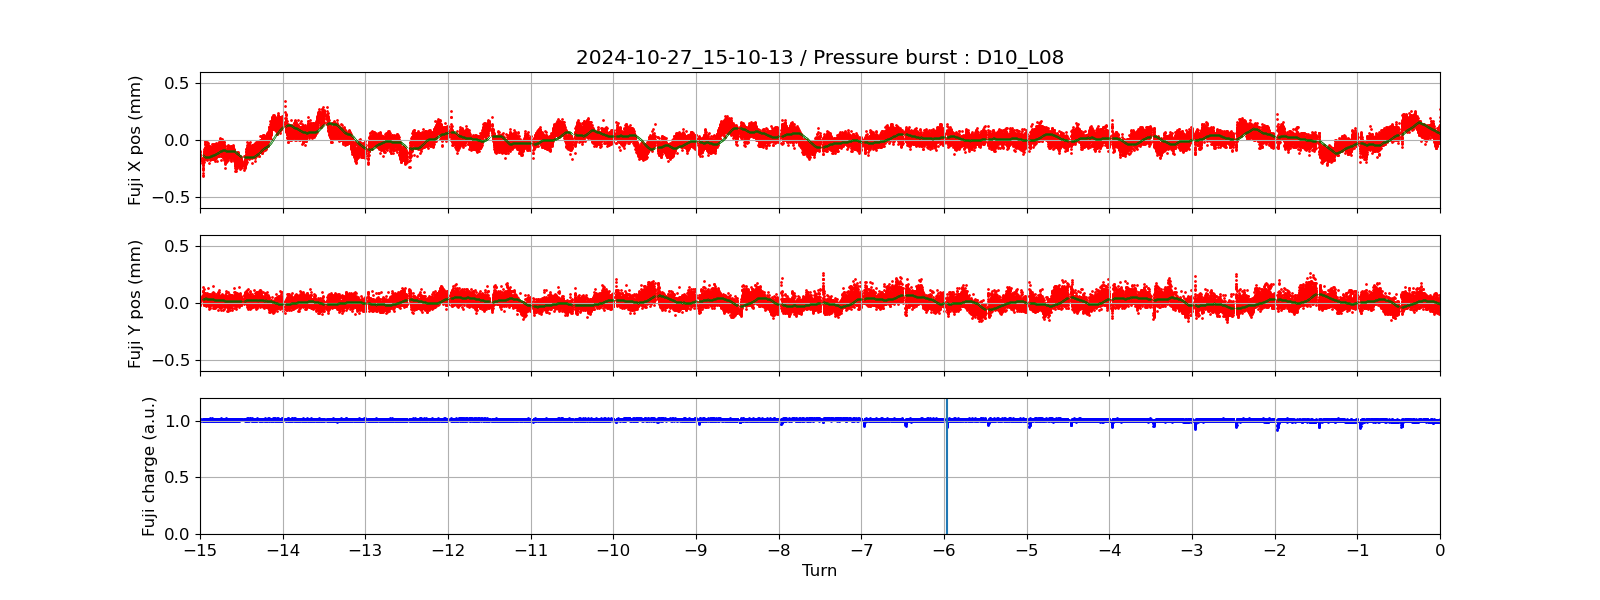 2024-10-27_15-10-13 / Pressure burst : D10_L08
Fuji X pos (mm)
0.5
0.0
−0.5
Fuji Y pos (mm)
0.5
0.0
−0.5
Fuji charge (a.u.)
1.0
0.5
0.0
−15 −14 −13 −12 −11 −10 −9 −8 −7 −6 −5 −4 −3 −2 −1 0
Turn